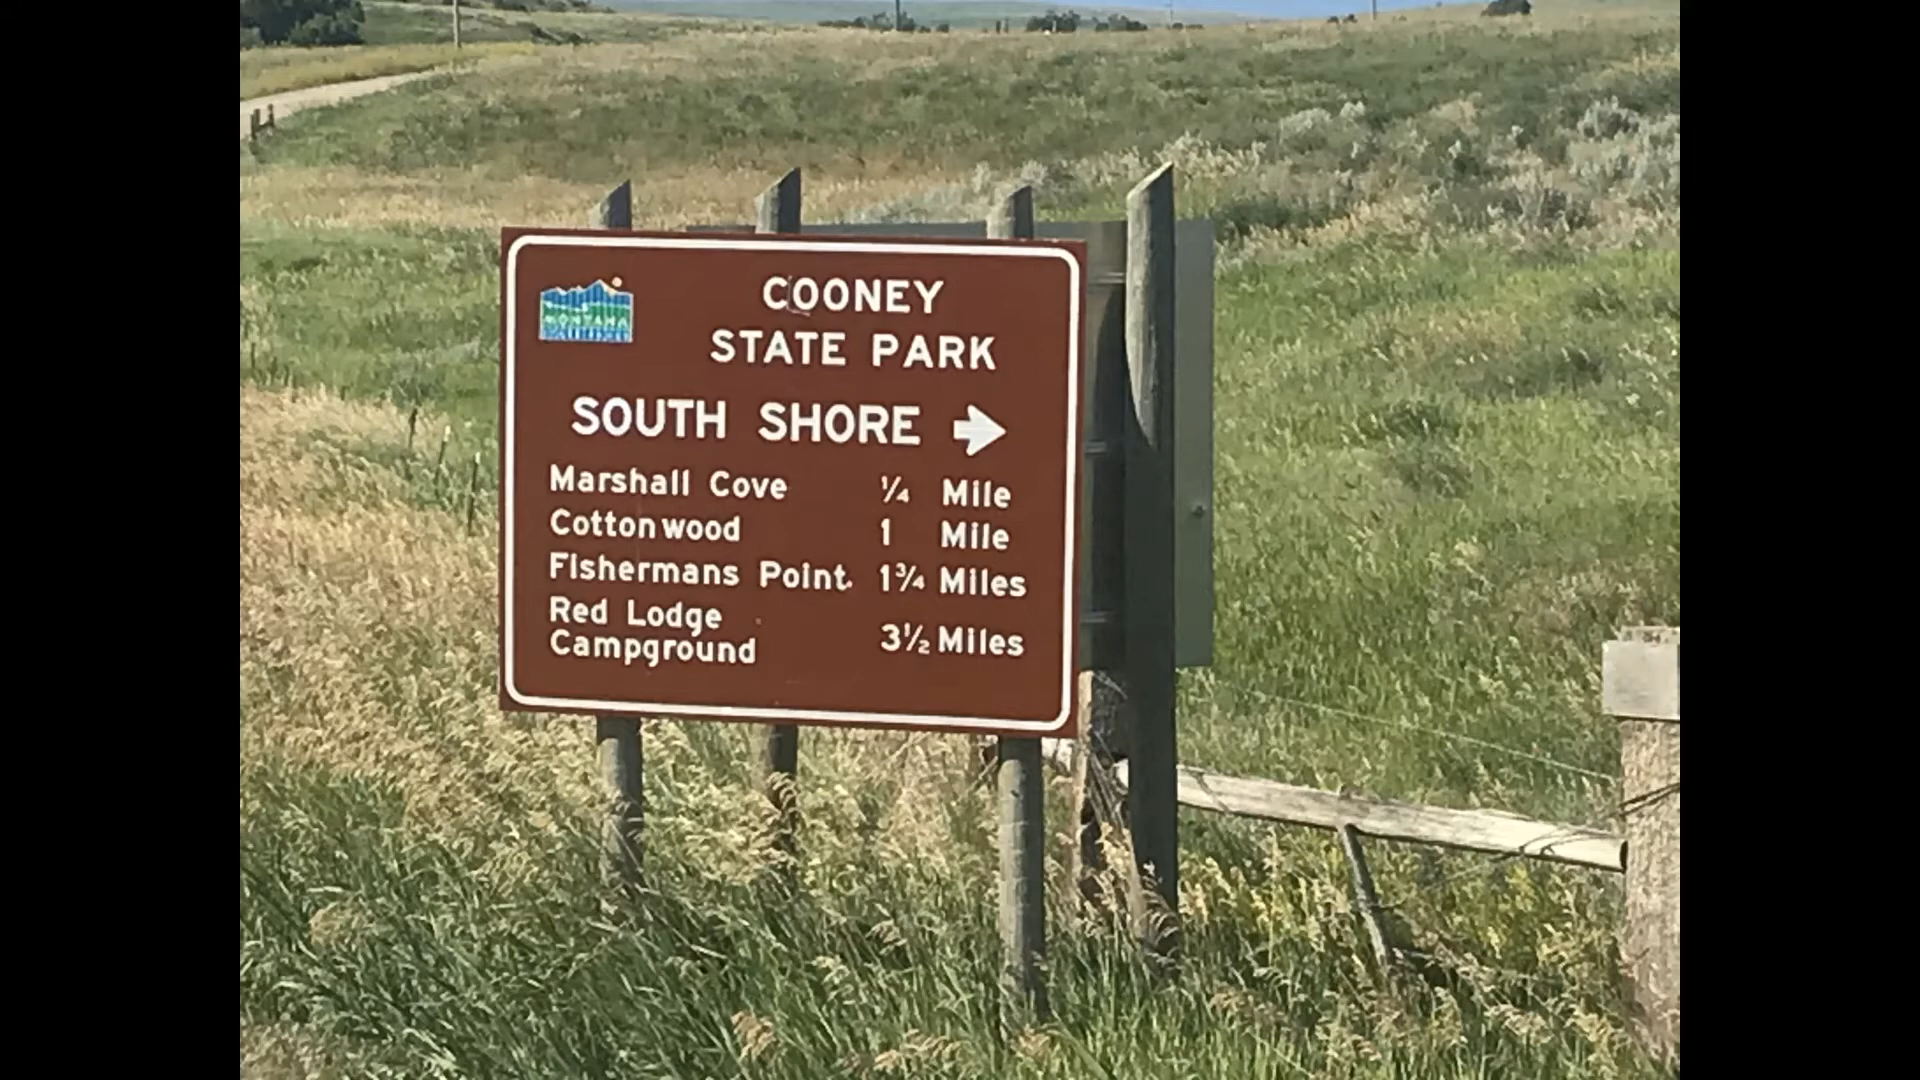 COONEY
STATE PARK
MONTANA
SOUTH SHORE
Marshall Cove ¼ Mile
Cottonwood 1 Mile
Fishermans Point 1¾ Miles
Red Lodge
Campground 3½ Miles